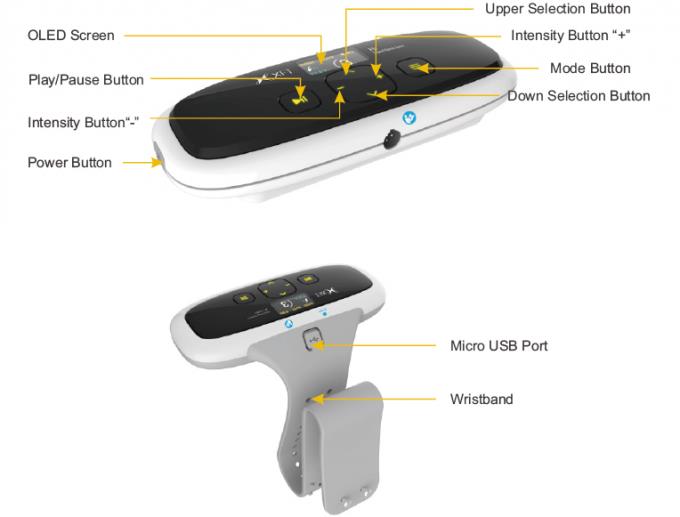 Upper Selection Button
OLED Screen
Intensity Button “+”
Play/Pause Button
Mode Button
Down Selection Button
Intensity Button“-”
Power Button
Micro USB Port
Wristband